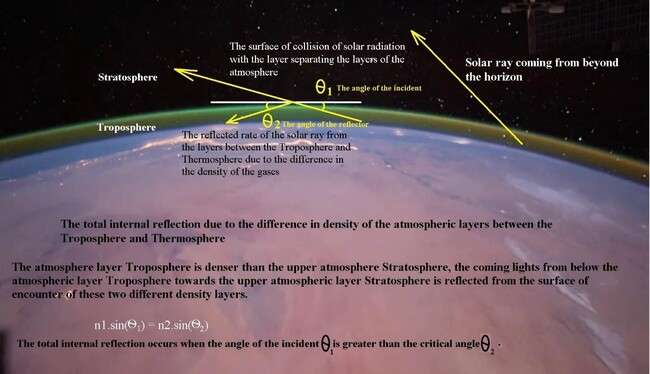 The surface of collision of solar radiation
with the layer separating the layers of the
atmosphere
Solar ray coming from beyond
the horizon
Stratosphere
θ1 The angle of the incident
Troposphere
θ2 The angle of the reflector
The reflected rate of the solar ray from
the layers between the Troposphere and
Thermosphere due to the difference in
the density of the gases
The total internal reflection due to the difference in density of the atmospheric layers between the
Troposphere and Thermosphere
The atmosphere layer Troposphere is denser than the upper atmosphere Stratosphere, the coming lights from below the
atmospheric layer Troposphere towards the upper atmospheric layer Stratosphere is reflected from the surface of
encounter of these two different density layers.
n1.sin(Θ1) = n2.sin(Θ2)
The total internal reflection occurs when the angle of the incident θ1 is greater than the critical angle θ2 .